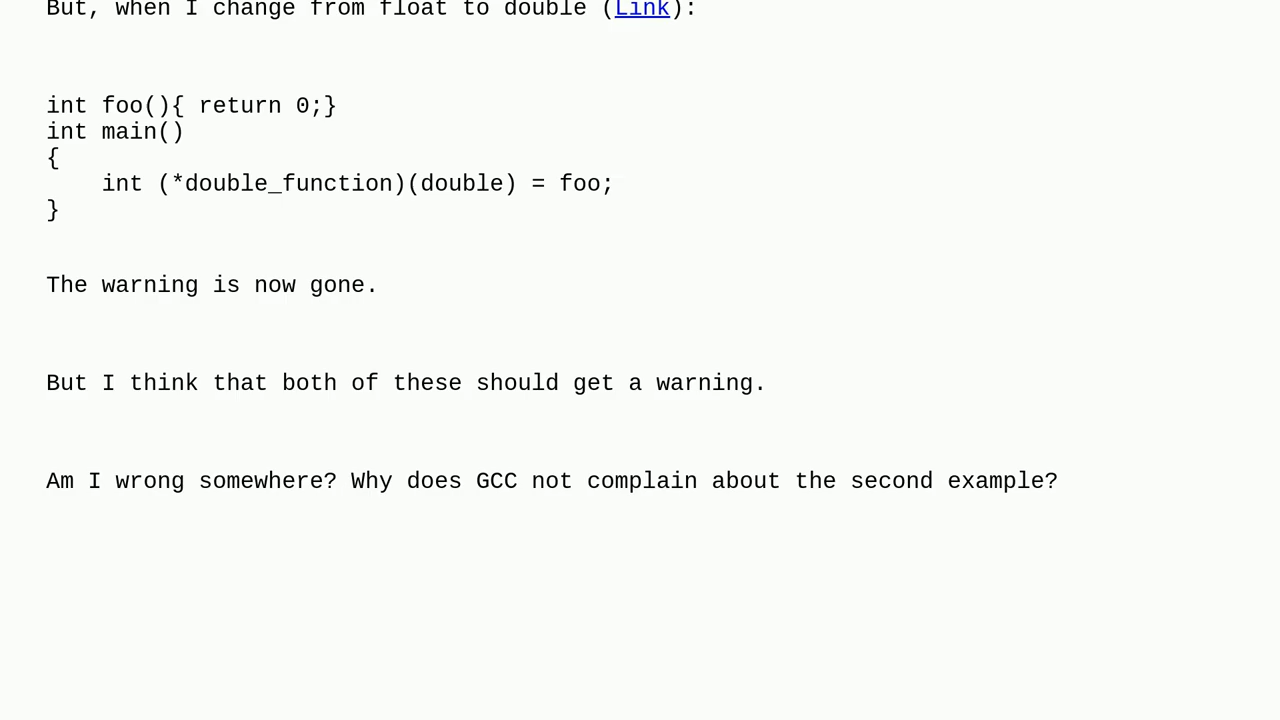 But, when I change from float to double (Link):
int foo(){ return 0;}
int main()
{
    int (*double_function)(double) = foo;
}
The warning is now gone.
But I think that both of these should get a warning.
Am I wrong somewhere? Why does GCC not complain about the second example?